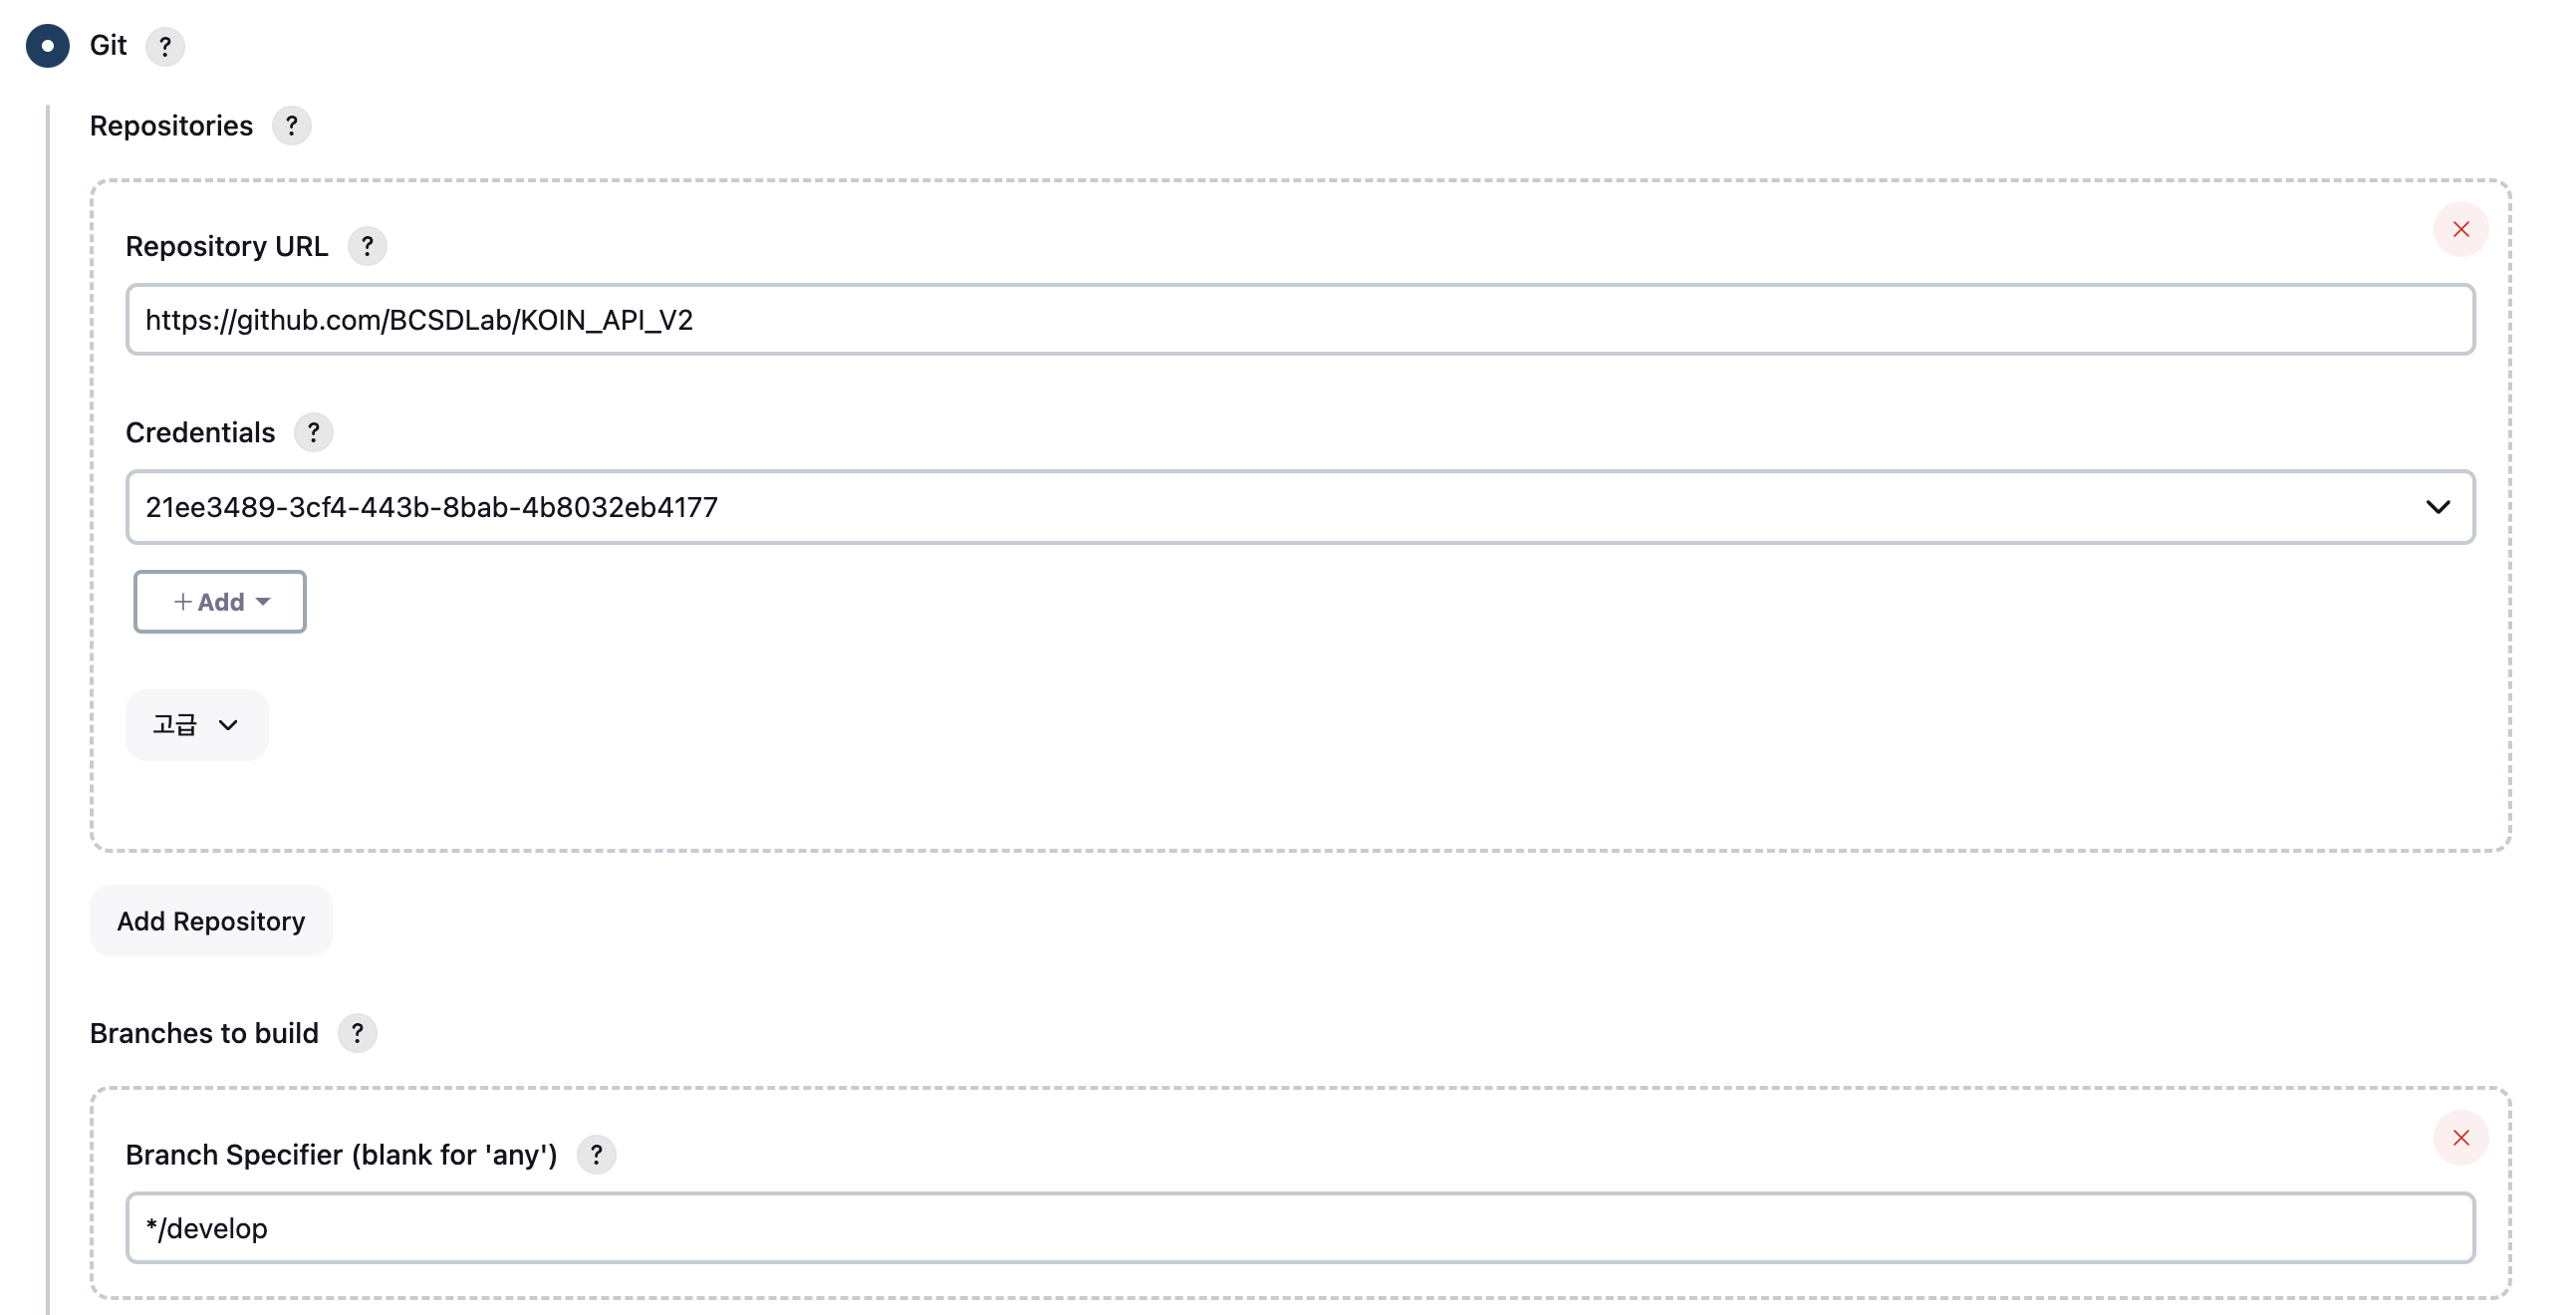 Git ?
Repositories ?
Repository URL ?
https://github.com/BCSDLab/KOIN_API_V2
Credentials ?
21ee3489-3cf4-443b-8bab-4b8032eb4177
+ Add
고급
Add Repository
Branches to build ?
Branch Specifier (blank for 'any') ?
*/develop